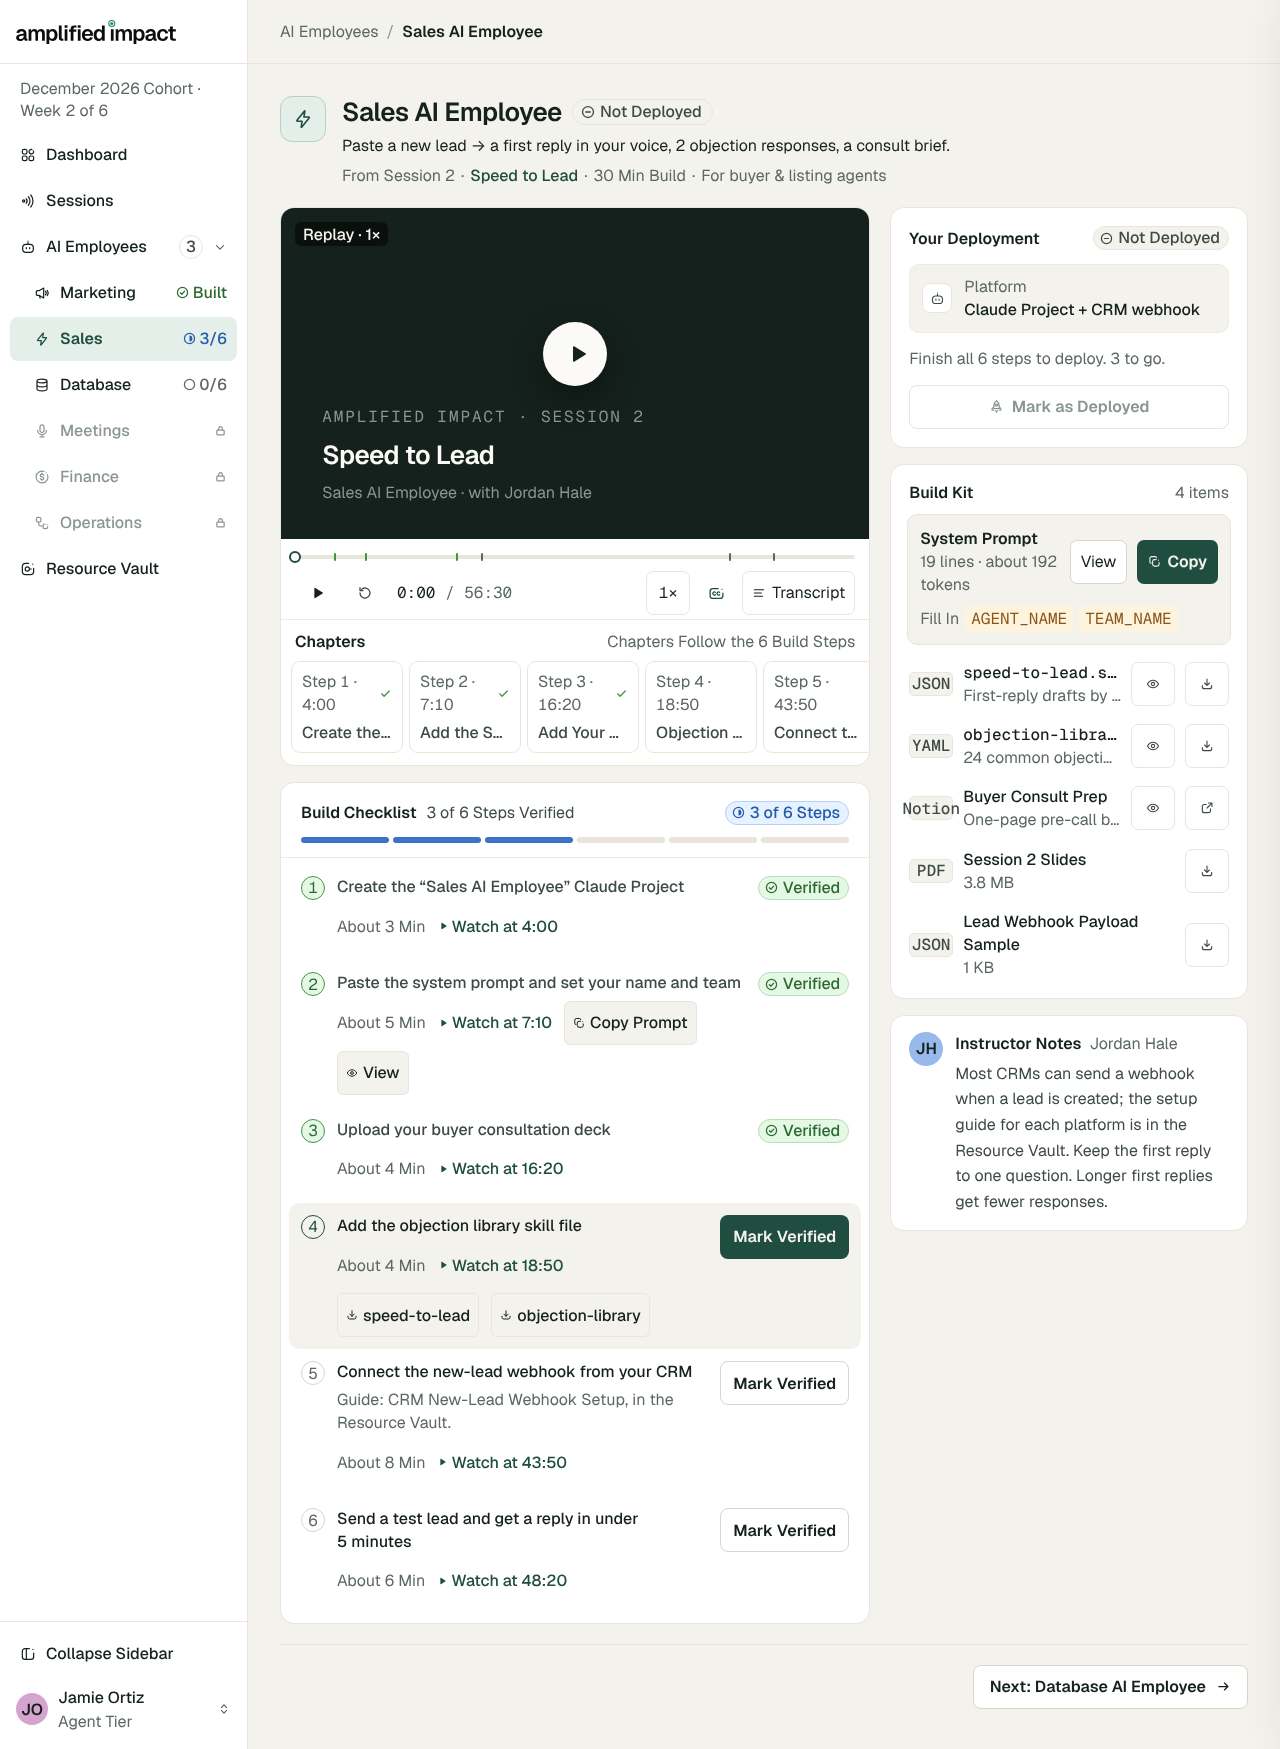 amplified impact
December 2026 Cohort ·
Week 2 of 6
Dashboard
Sessions
AI Employees 3
Marketing Built
Sales 3/6
Database 0/6
Meetings
Finance
Operations
Resource Vault
Collapse Sidebar
JO
Jamie Ortiz
Agent Tier
AI Employees / Sales AI Employee
Sales AI Employee Not Deployed
Paste a new lead → a first reply in your voice, 2 objection responses, a consult brief.
From Session 2 · Speed to Lead · 30 Min Build · For buyer & listing agents
Replay · 1×
AMPLIFIED IMPACT · SESSION 2
Speed to Lead
Sales AI Employee · with Jordan Hale
0:00 / 56:30 1× CC Transcript
Chapters Chapters Follow the 6 Build Steps
Step 1 ·
4:00
Create the...
Step 2 ·
7:10
Add the S...
Step 3 ·
16:20
Add Your ...
Step 4 ·
18:50
Objection ...
Step 5 ·
43:50
Connect t...
Build Checklist 3 of 6 Steps Verified 3 of 6 Steps
1 Create the “Sales AI Employee” Claude Project Verified
About 3 Min Watch at 4:00
2 Paste the system prompt and set your name and team Verified
About 5 Min Watch at 7:10 Copy Prompt
View
3 Upload your buyer consultation deck Verified
About 4 Min Watch at 16:20
4 Add the objection library skill file Mark Verified
About 4 Min Watch at 18:50
speed-to-lead objection-library
5 Connect the new-lead webhook from your CRM Mark Verified
Guide: CRM New-Lead Webhook Setup, in the
Resource Vault.
About 8 Min Watch at 43:50
6 Send a test lead and get a reply in under
5 minutes
Mark Verified
About 6 Min Watch at 48:20
Your Deployment Not Deployed
Platform
Claude Project + CRM webhook
Finish all 6 steps to deploy. 3 to go.
Mark as Deployed
Build Kit 4 items
System Prompt
19 lines · about 192
tokens
View Copy
Fill In AGENT_NAME TEAM_NAME
JSON speed-to-lead.s...
First-reply drafts by ...
YAML objection-libra...
24 common objecti...
Notion Buyer Consult Prep
One-page pre-call b...
PDF Session 2 Slides
3.8 MB
JSON Lead Webhook Payload
Sample
1 KB
JH Instructor Notes Jordan Hale
Most CRMs can send a webhook
when a lead is created; the setup
guide for each platform is in the
Resource Vault. Keep the first reply
to one question. Longer first replies
get fewer responses.
Next: Database AI Employee →